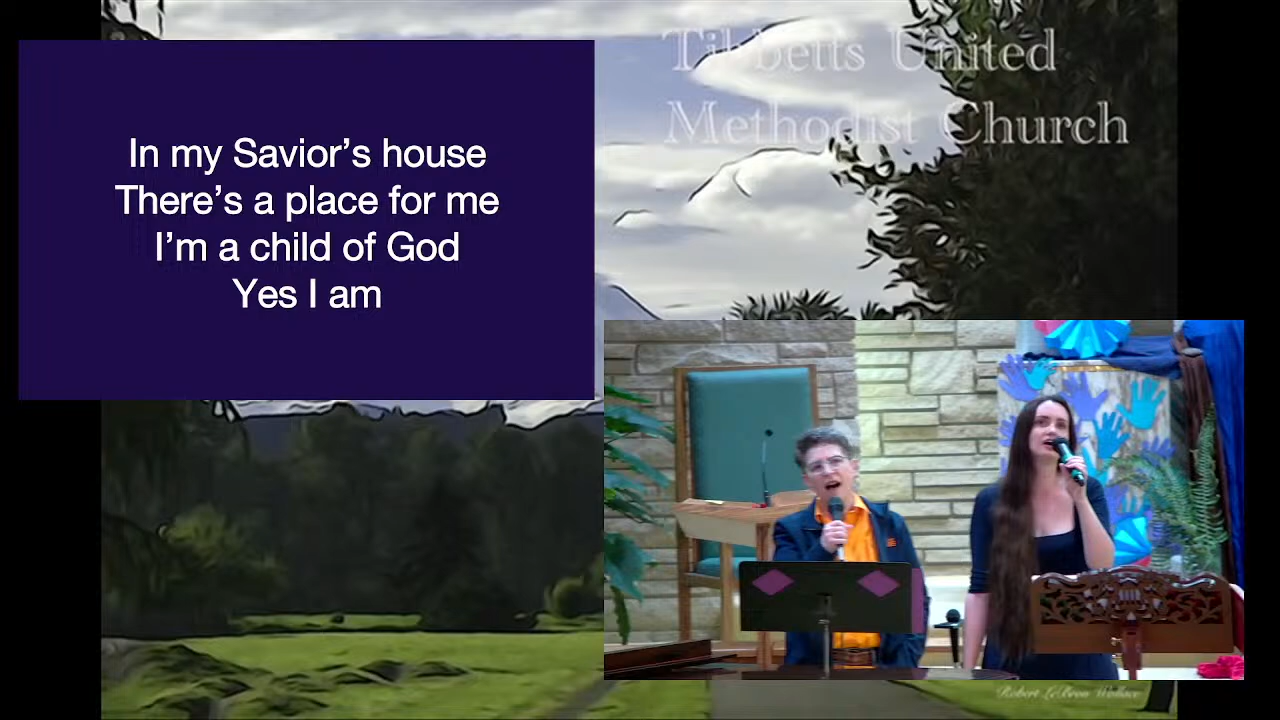 In my Savior’s house
There’s a place for me
I’m a child of God
Yes I am
Tibbetts United
Methodist Church
Robert LeBron Wallace